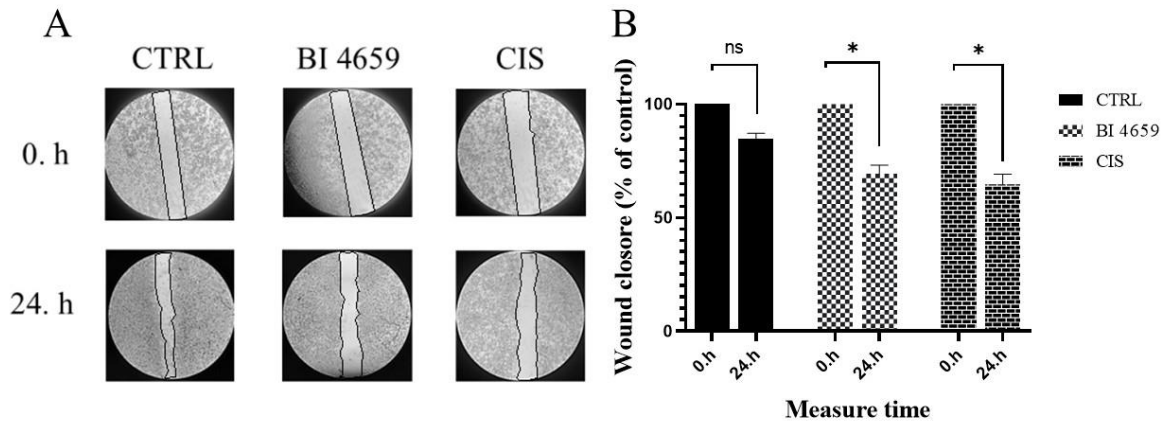 A
CTRL BI 4659 CIS
0. h
24. h
B
ns * *
Wound closore (% of control)
100
50
0
0.h 24.h 0.h 24.h 0.h 24.h
Measure time
CTRL
BI 4659
CIS